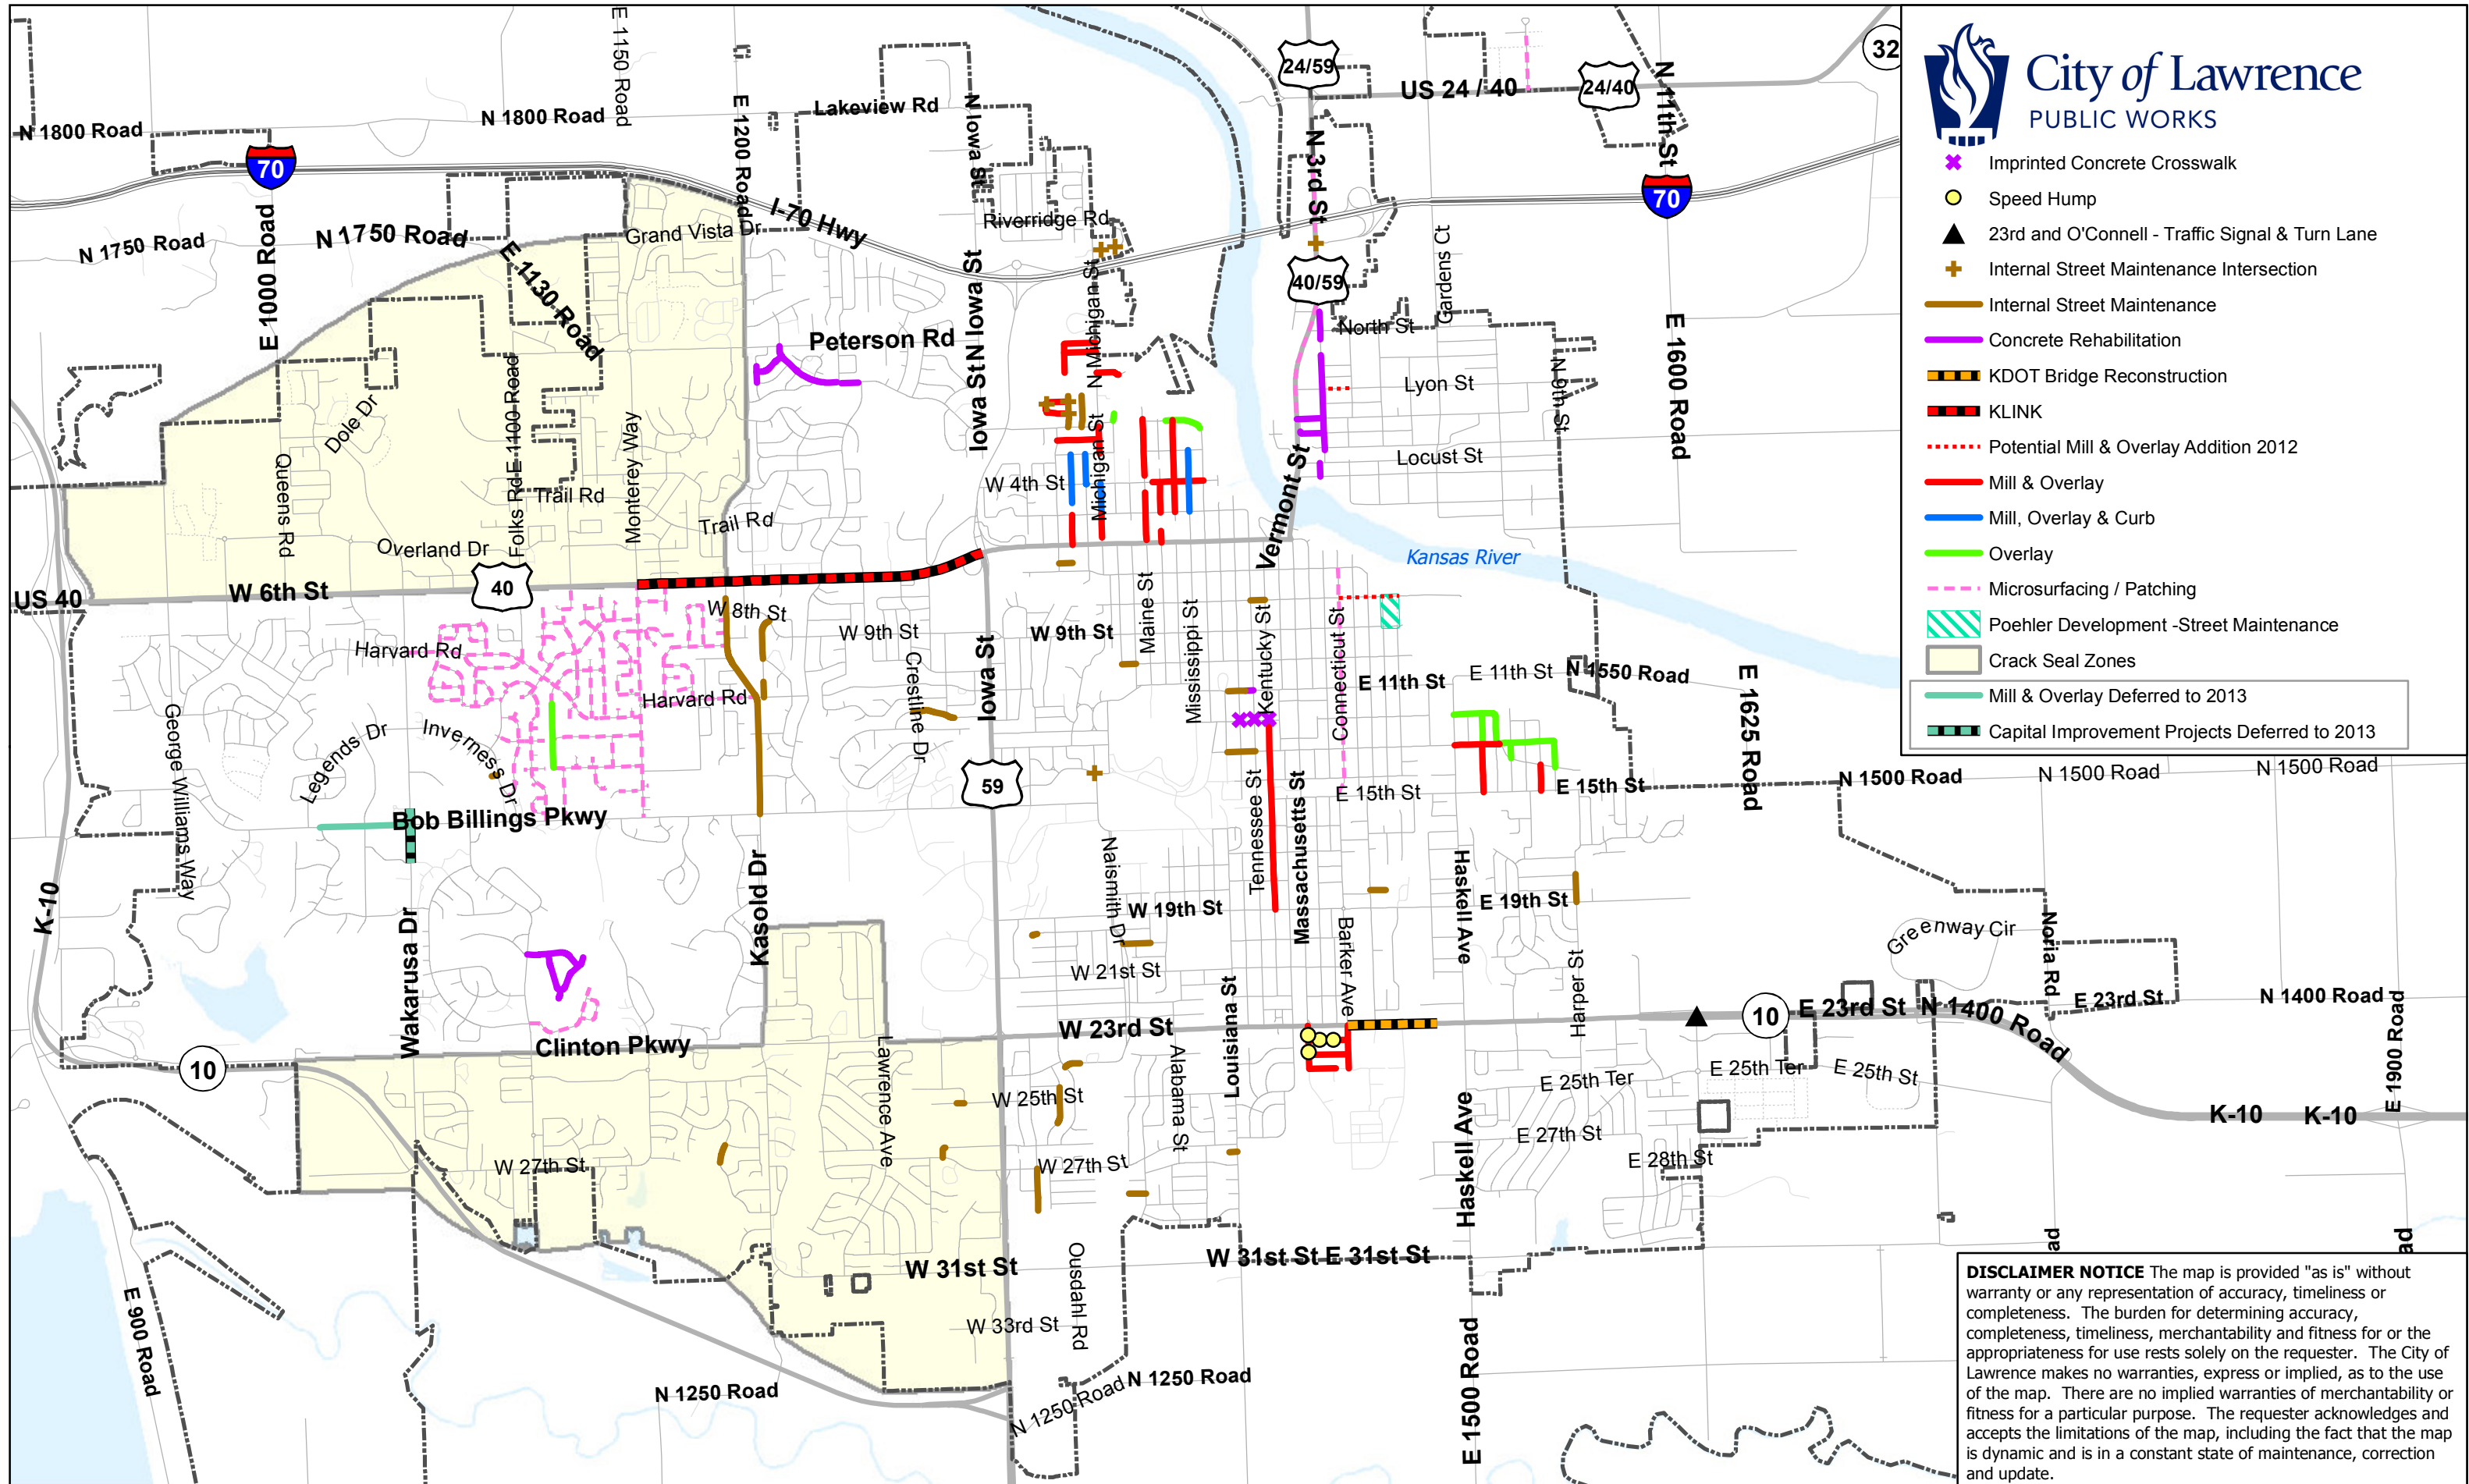 City of Lawrence
PUBLIC WORKS
Imprinted Concrete Crosswalk
Speed Hump
23rd and O'Connell - Traffic Signal & Turn Lane
Internal Street Maintenance Intersection
Internal Street Maintenance
Concrete Rehabilitation
KDOT Bridge Reconstruction
KLINK
Potential Mill & Overlay Addition 2012
Mill & Overlay
Mill, Overlay & Curb
Overlay
Microsurfacing / Patching
Poehler Development -Street Maintenance
Crack Seal Zones
Mill & Overlay Deferred to 2013
Capital Improvement Projects Deferred to 2013
E 1150 Road
24/59
32
US 24 / 40
24/40
N 11th St
N 1800 Road
N 1800 Road
E 1200 Road
Lakeview Rd
N Iowa St
N 3rd St
70
70
E 1000 Road
N 1750 Road
N 1750 Road
E 1130 Road
Grand Vista Dr
I-70 Hwy
Riverridge Rd
N Michigan St
40/59
Gardens Ct
North St
Peterson Rd
Iowa St
N Iowa St
E 1600 Road
Lyon St
N 9th St
Dole Dr
Folks Rd
E 1100 Road
Monterey Way
Queens Rd
Trail Rd
Trail Rd
W 4th St
Michigan St
Locust St
Vermont St
Overland Dr
Kansas River
US 40
W 6th St
40
W 8th St
W 9th St
W 9th St
Maine St
Mississippi St
Kentucky St
Connecticut St
Harvard Rd
Harvard Rd
Crestline Dr
Iowa St
E 11th St
E 11th St
N 1550 Road
E 1625 Road
George Williams Way
Legends Dr
Inverness Dr
59
Tennessee St
Massachusetts St
E 15th St
E 15th St
N 1500 Road
N 1500 Road
N 1500 Road
Bob Billings Pkwy
Naismith Dr
Kasold Dr
Haskell Ave
K-10
Wakarusa Dr
W 19th St
E 19th St
Barker Ave
Greenway Cir
Noria Rd
W 21st St
Louisiana St
Harper St
W 23rd St
10
E 23rd St
N 1400 Road
E 23rd St
N 1400 Road
E 1900 Road
Clinton Pkwy
10
Lawrence Ave
Alabama St
W 25th St
E 25th Ter
E 25th Ter
E 25th St
K-10
K-10
W 27th St
W 27th St
E 27th St
E 28th St
Haskell Ave
W 31st St
W 31st St
E 31st St
Ousdahl Rd
ad
ad
W 33rd St
E 900 Road
N 1250 Road
N 1250 Road
N 1250 Road
E 1500 Road
DISCLAIMER NOTICE The map is provided "as is" without
warranty or any representation of accuracy, timeliness or
completeness. The burden for determining accuracy,
completeness, timeliness, merchantability and fitness for or the
appropriateness for use rests solely on the requester. The City of
Lawrence makes no warranties, express or implied, as to the use
of the map. There are no implied warranties of merchantability or
fitness for a particular purpose. The requester acknowledges and
accepts the limitations of the map, including the fact that the map
is dynamic and is in a constant state of maintenance, correction
and update.